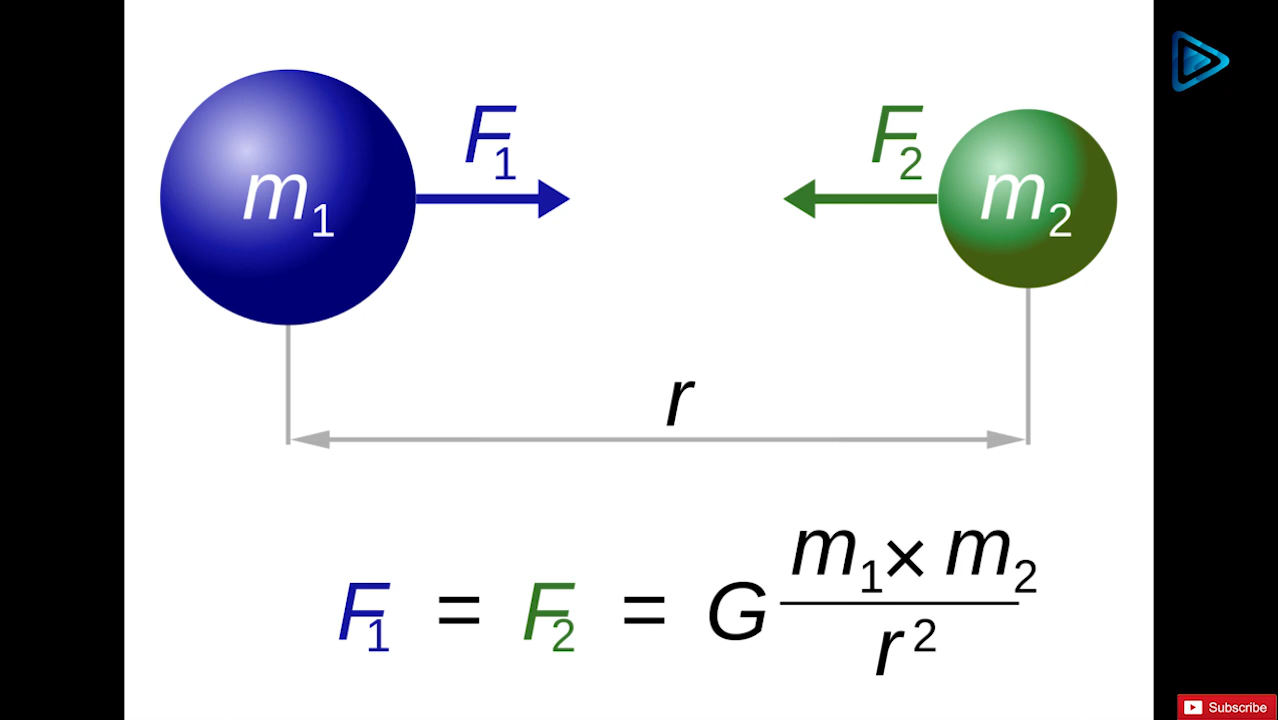 F₁
F₂
m₁
m₂
r
F₁ = F₂ = G (m₁ × m₂) / r²
Subscribe